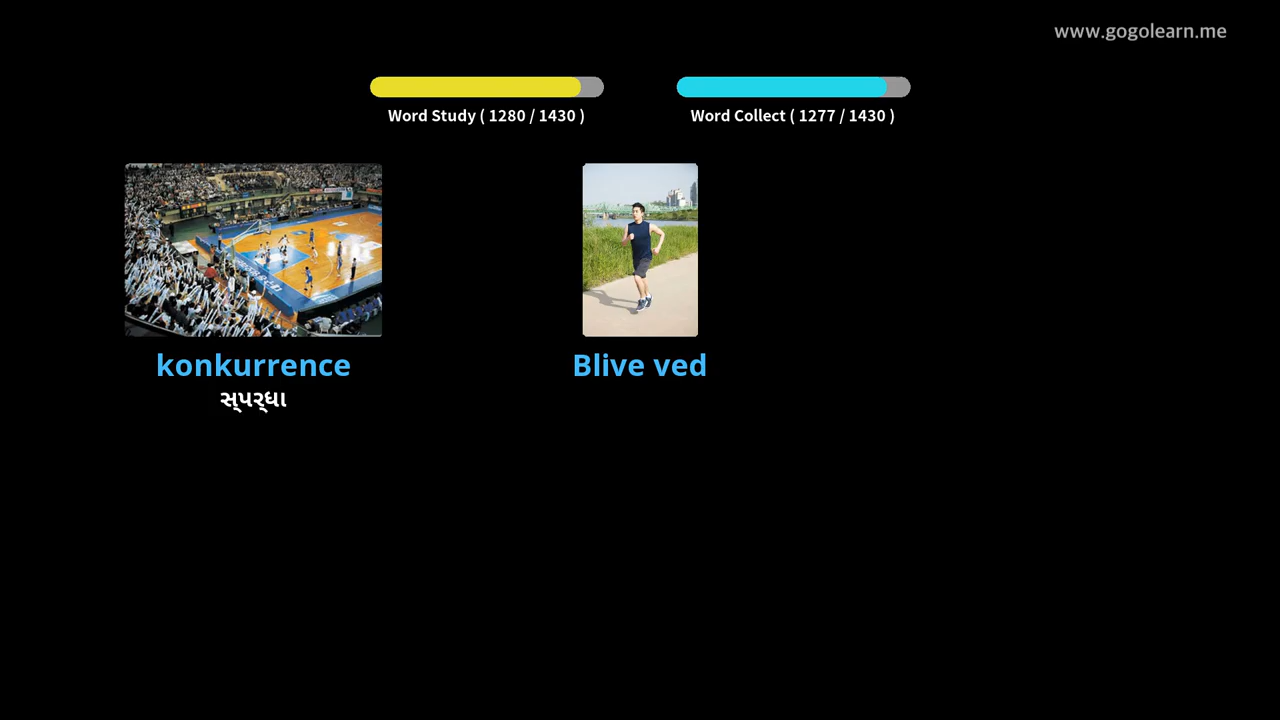 www.gogolearn.me
Word Study ( 1280 / 1430 )
Word Collect ( 1277 / 1430 )
konkurrence
Blive ved
સ્પર્ધા